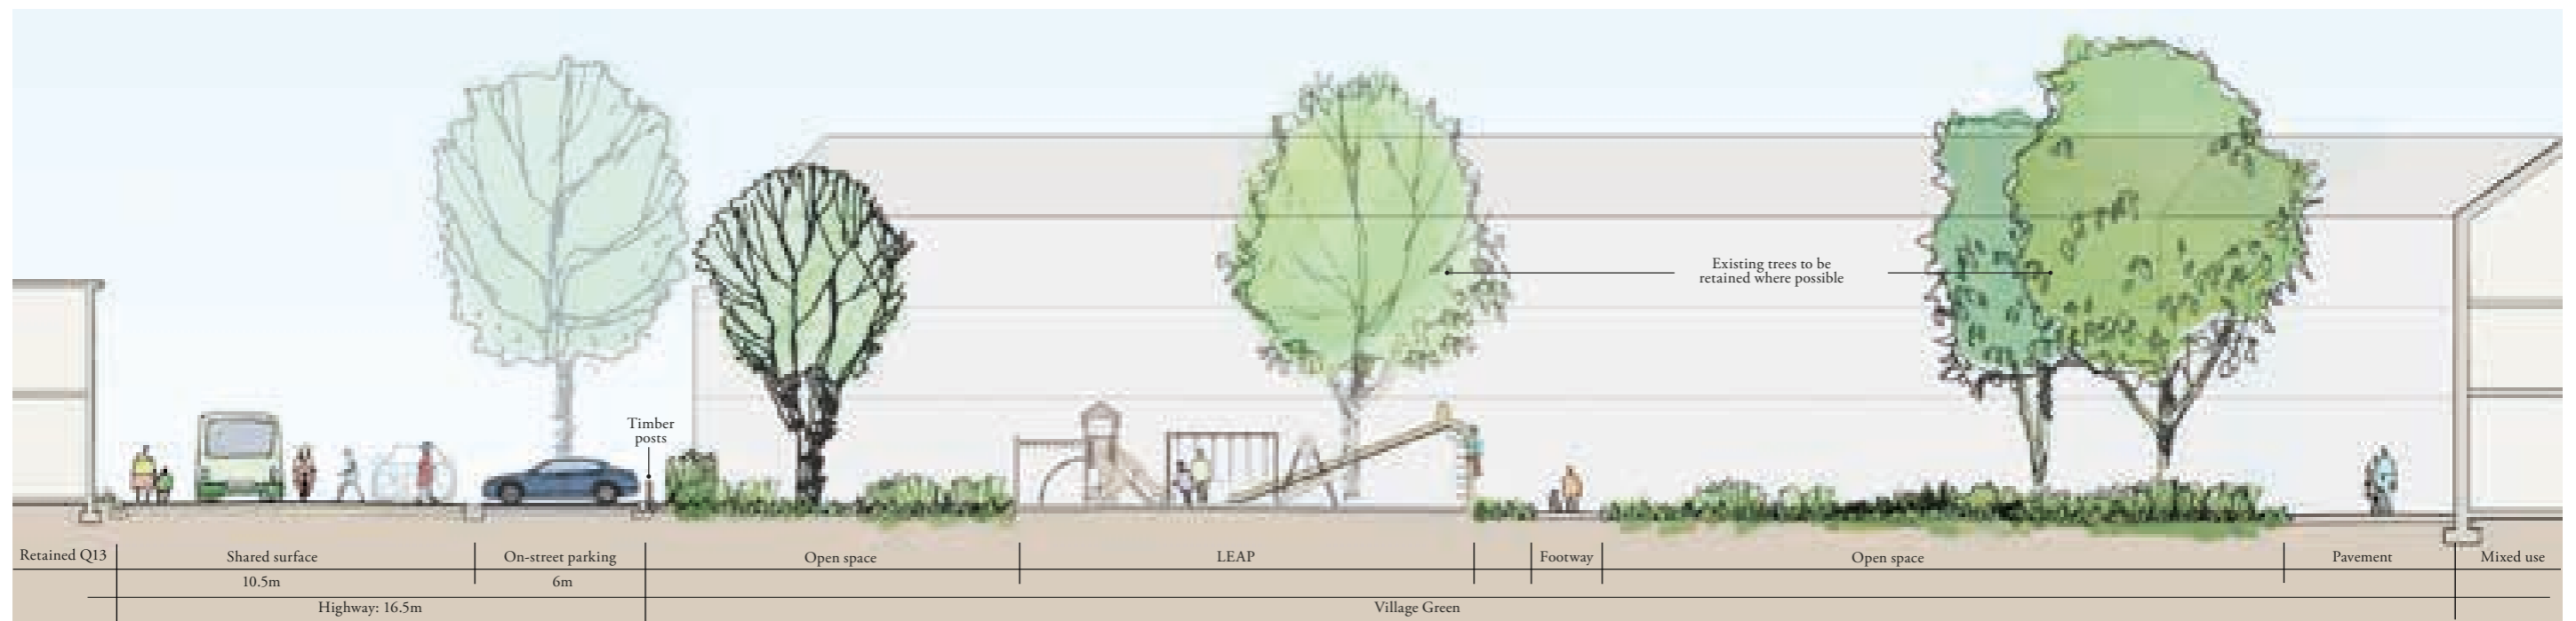 Existing trees to be
retained where possible
Timber
posts
Retained Q13
Shared surface
On-street parking
Open space
LEAP
Footway
Open space
Pavement
Mixed use
10.5m
6m
Highway: 16.5m
Village Green